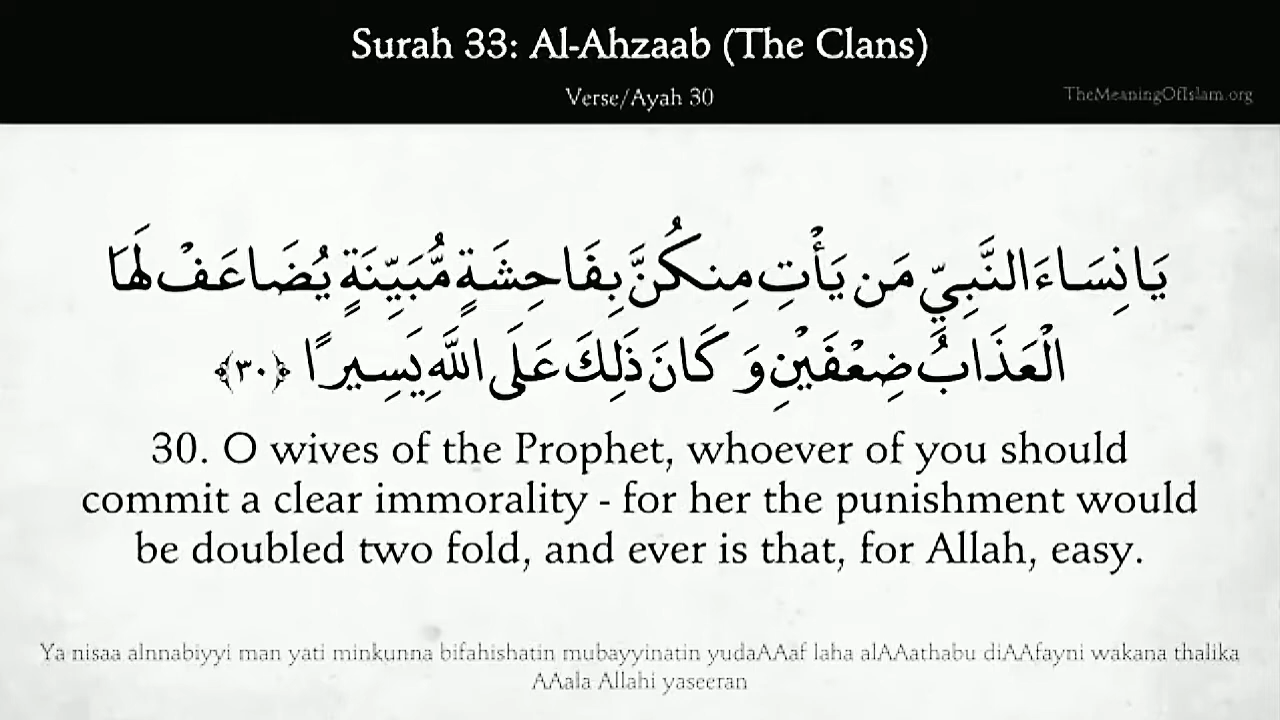 Surah 33: Al-Ahzaab (The Clans)
Verse/Ayah 30
TheMeaningOfIslam.org
يَا نِسَاءَ النَّبِيِّ مَن يَأْتِ مِنكُنَّ بِفَاحِشَةٍ مُّبَيِّنَةٍ يُضَاعَفْ لَهَا
الْعَذَابُ ضِعْفَيْنِ وَ كَانَ ذَلِكَ عَلَى اللَّهِ يَسِيرًا ﴿٣٠﴾
30. O wives of the Prophet, whoever of you should
commit a clear immorality - for her the punishment would
be doubled two fold, and ever is that, for Allah, easy.
Ya nisaa alnnabiyyi man yati minkunna bifahishatin mubayyinatin yudaAAaf laha alAAathabu diAAfayni wakana thalika
AAala Allahi yaseeran